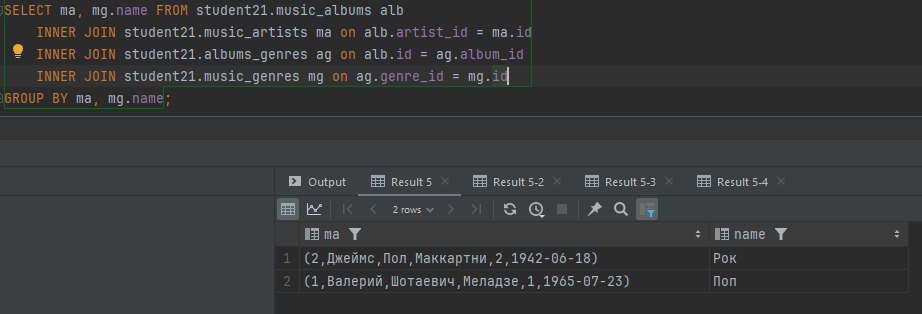 SELECT ma, mg.name FROM student21.music_albums alb
INNER JOIN student21.music_artists ma on alb.artist_id = ma.id
INNER JOIN student21.albums_genres ag on alb.id = ag.album_id
INNER JOIN student21.music_genres mg on ag.genre_id = mg.id
GROUP BY ma, mg.name;
Output Result 5 × Result 5-2 × Result 5-3 × Result 5-4 ×
2 rows
ma name
1 (2,Джеймс,Пол,Маккартни,2,1942-06-18) Рок
2 (1,Валерий,Шотаевич,Меладзе,1,1965-07-23) Поп